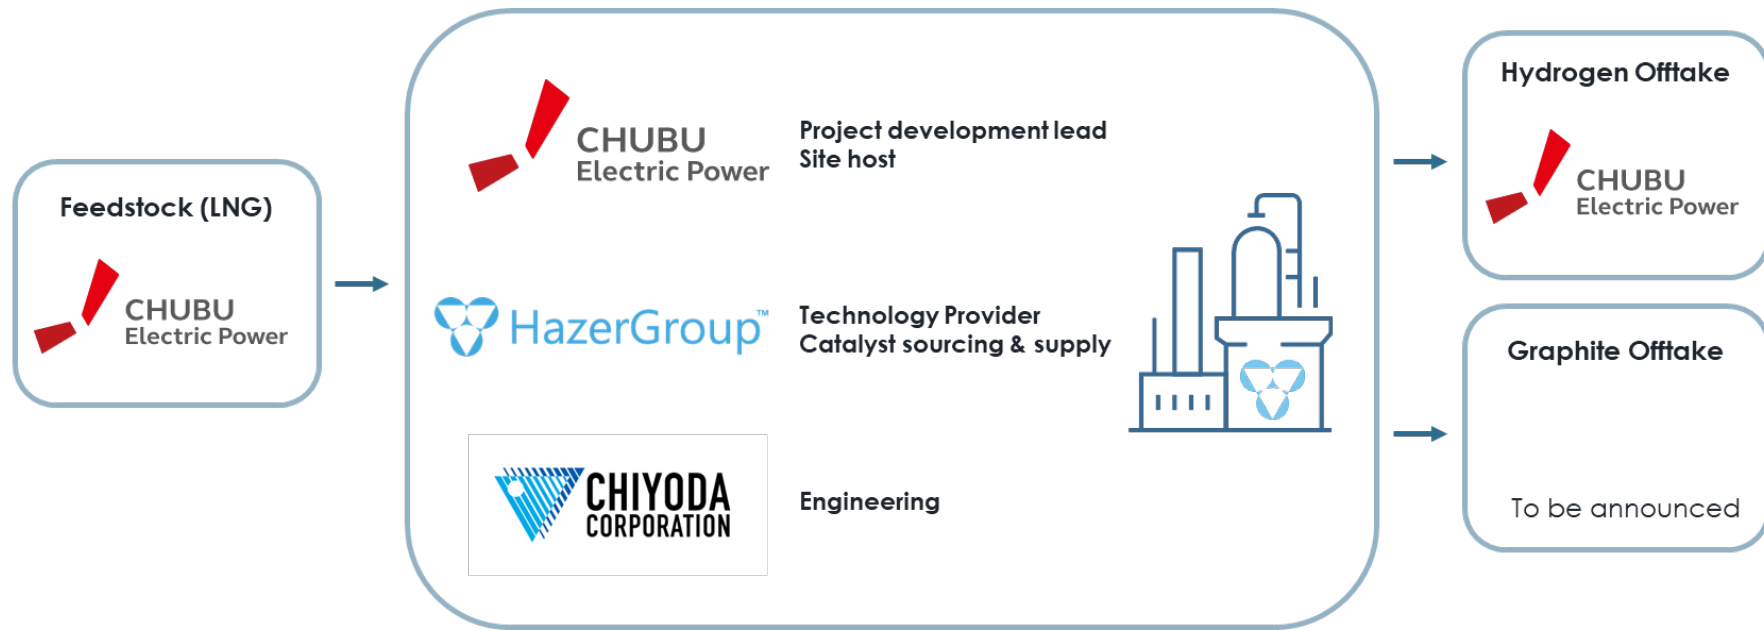 Feedstock (LNG)
CHUBU
Electric Power
CHUBU
Electric Power
Project development lead
Site host
HazerGroup™
Technology Provider
Catalyst sourcing & supply
CHIYODA
CORPORATION
Engineering
Hydrogen Offtake
CHUBU
Electric Power
Graphite Offtake
To be announced